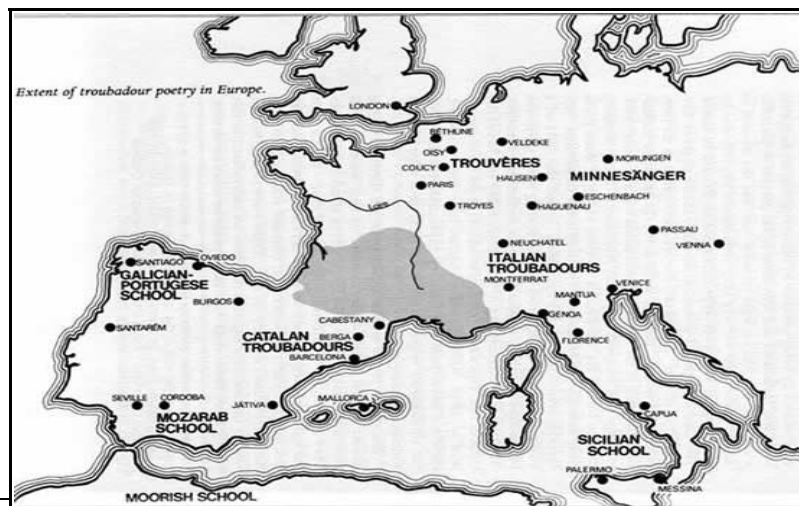 Extent of troubadour poetry in Europe.
LONDON
BÉTHUNE
VELDEKE
OISY
TROUVÈRES
MORUNGEN
COUCY
HAUSEN
MINNESÄNGER
PARIS
ESCHENBACH
Loire
TROYES
HAGUENAU
PASSAU
NEUCHATEL
VIENNA
OVIEDO
SANTIAGO
GALICIAN-
PORTUGESE
SCHOOL
ITALIAN
TROUBADOURS
MONTFERRAT
VENICE
BURGOS
MANTUA
GENOA
SANTARÉM
CABESTANY
CATALAN
TROUBADOURS
BERGA
FLORENCE
BARCELONA
SEVILLE
CORDOBA
JÁTIVA
MALLORCA
CAPUA
MOZARAB
SCHOOL
SICILIAN
SCHOOL
PALERMO
MESSINA
MOORISH SCHOOL